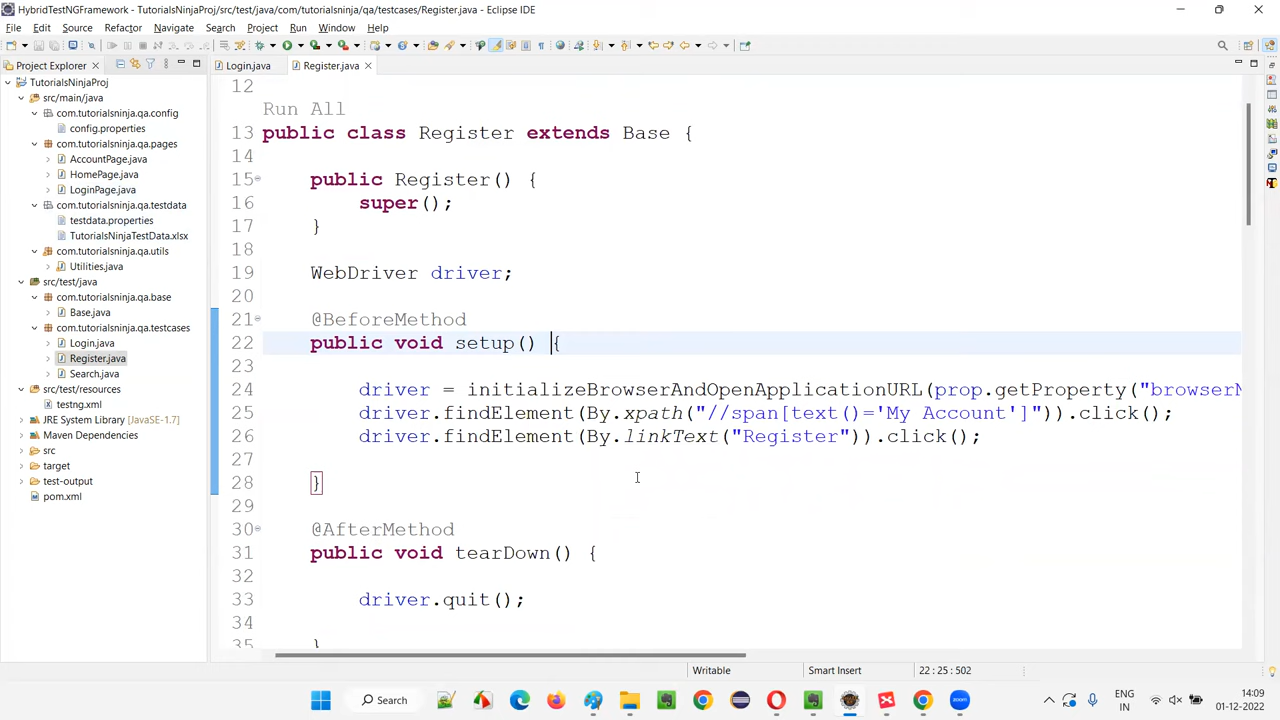 HybridTestNGFramework - TutorialsNinjaProj/src/test/java/com/tutorialsninja/qa/testcases/Register.java - Eclipse IDE
File Edit Source Refactor Navigate Search Project Run Window Help
Project Explorer
Login.java
Register.java
TutorialsNinjaProj
src/main/java
com.tutorialsninja.qa.config
config.properties
com.tutorialsninja.qa.pages
AccountPage.java
HomePage.java
LoginPage.java
com.tutorialsninja.qa.testdata
testdata.properties
TutorialsNinjaTestData.xlsx
com.tutorialsninja.qa.utils
Utilities.java
src/test/java
com.tutorialsninja.qa.base
Base.java
com.tutorialsninja.qa.testcases
Login.java
Register.java
Search.java
src/test/resources
testng.xml
JRE System Library [JavaSE-1.7]
Maven Dependencies
src
target
test-output
pom.xml
12
Run All
13 public class Register extends Base {
14
15 public Register() {
16 super();
17 }
18
19 WebDriver driver;
20
21 @BeforeMethod
22 public void setup() {
23
24 driver = initializeBrowserAndOpenApplicationURL(prop.getProperty("browserN
25 driver.findElement(By.xpath("//span[text()='My Account']")).click();
26 driver.findElement(By.linkText("Register")).click();
27
28 }
29
30 @AfterMethod
31 public void tearDown() {
32
33 driver.quit();
34
35 }
Writable
Smart Insert
22 : 25 : 502
Search
ENG
IN
14:09
01-12-2022